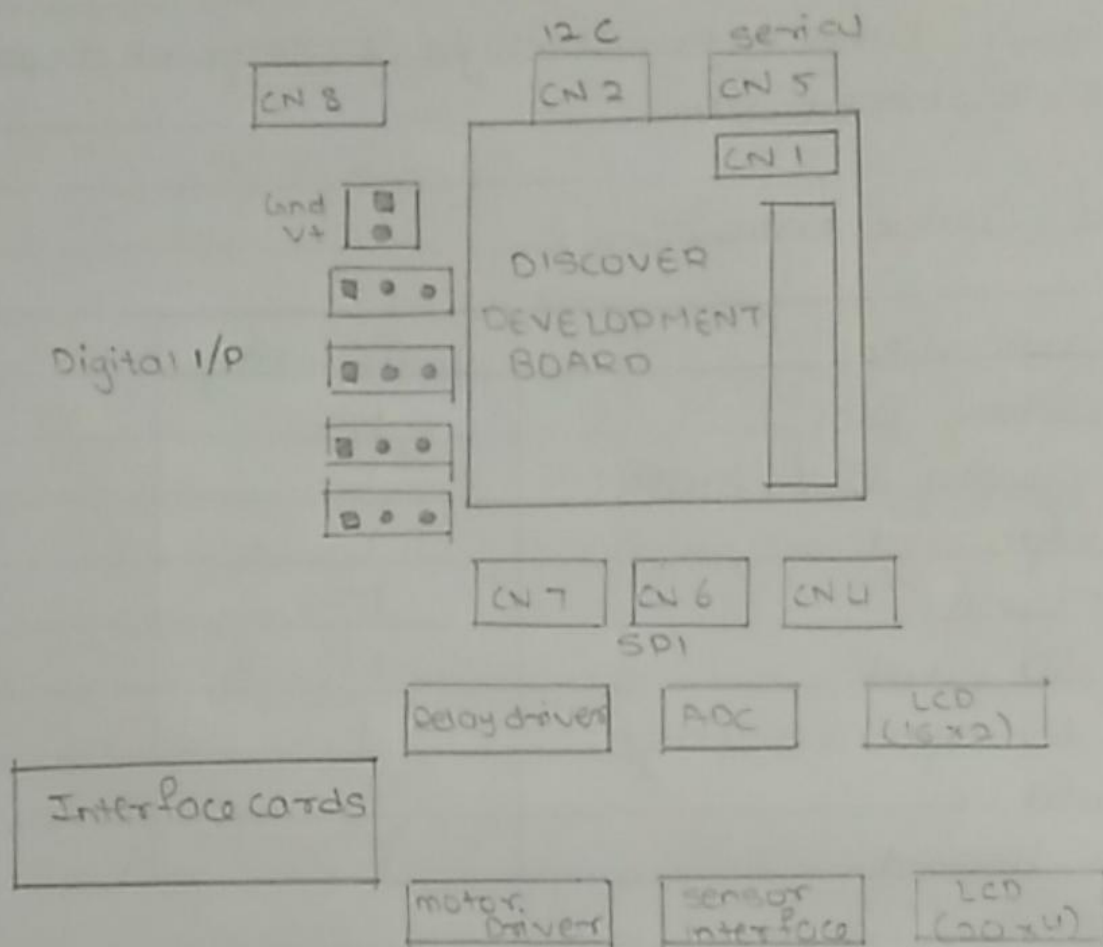 I2C
serial
CN 8
CN 2
CN 5
CN 1
Gnd
V+
DISCOVER
DEVELOPMENT
BOARD
Digital I/P
CN 7
CN 6
CN 4
SPI
Relay driver
ADC
LCD
(16x2)
Interface cards
motor
Driver
sensor
interface
LCD
(20x4)